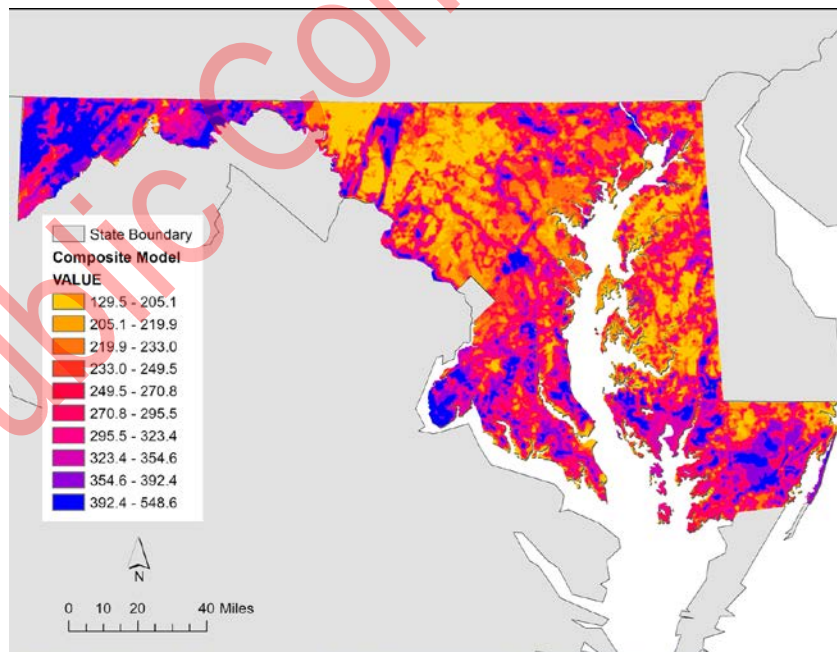 ublic Con
State Boundary
Composite Model
VALUE
129.5 - 205.1
205.1 - 219.9
219.9 - 233.0
233.0 - 249.5
249.5 - 270.8
270.8 - 295.5
295.5 - 323.4
323.4 - 354.6
354.6 - 392.4
392.4 - 548.6
N
0 10 20 40 Miles